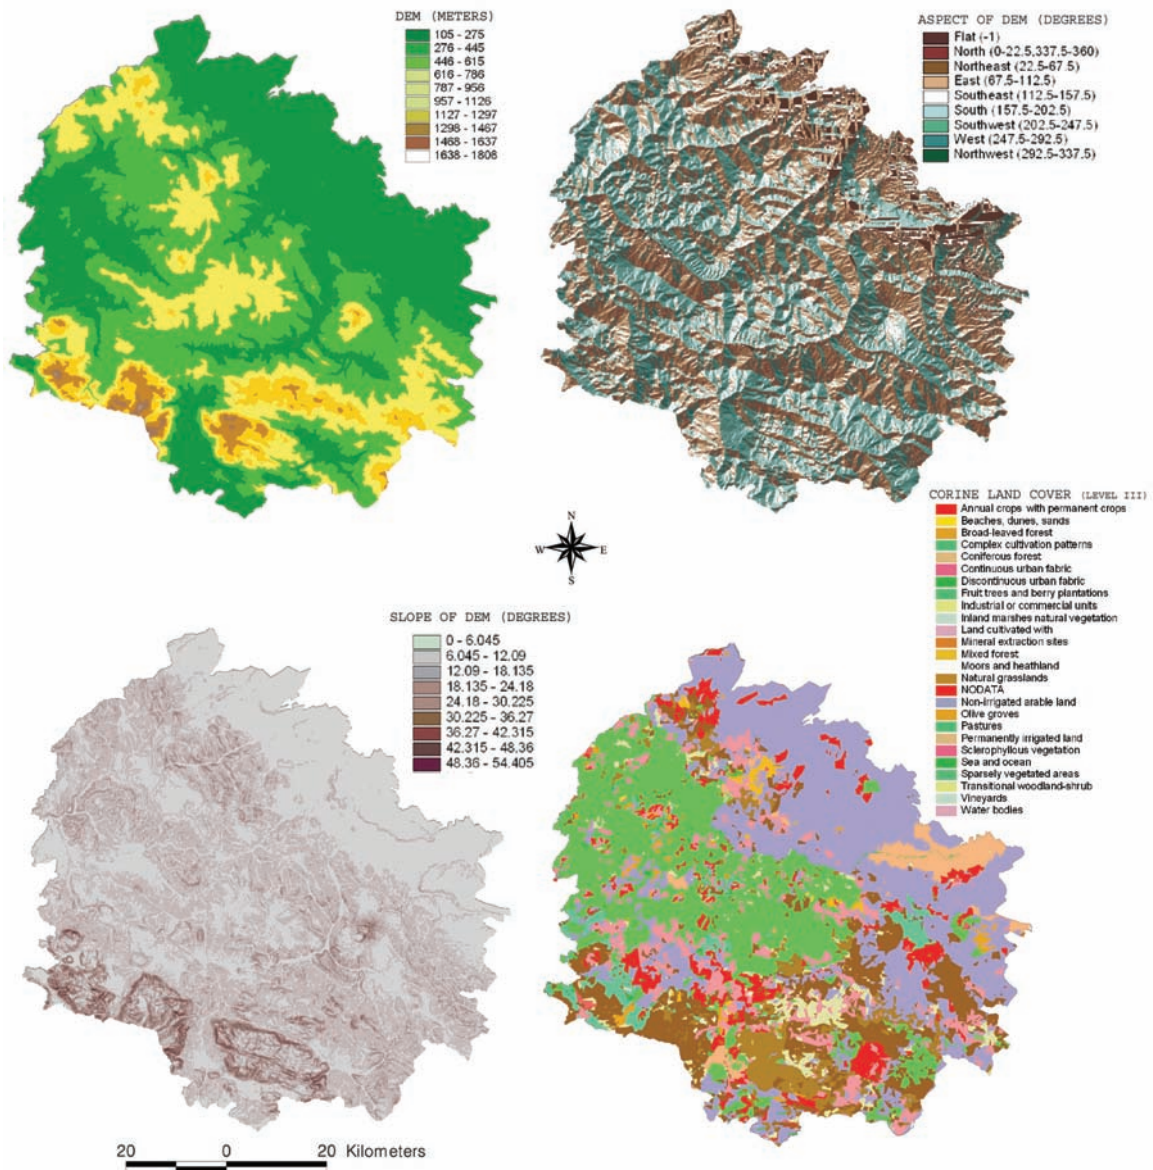 DEM (METERS)
105 - 275
276 - 445
446 - 615
616 - 786
787 - 956
957 - 1126
1127 - 1297
1298 - 1467
1468 - 1637
1638 - 1808
ASPECT OF DEM (DEGREES)
Flat (-1)
North (0-22.5,337.5-360)
Northeast (22.5-67.5)
East (67.5-112.5)
Southeast (112.5-157.5)
South (157.5-202.5)
Southwest (202.5-247.5)
West (247.5-292.5)
Northwest (292.5-337.5)
N
W E
S
SLOPE OF DEM (DEGREES)
0 - 6.045
6.045 - 12.09
12.09 - 18.135
18.135 - 24.18
24.18 - 30.225
30.225 - 36.27
36.27 - 42.315
42.315 - 48.36
48.36 - 54.405
CORINE LAND COVER (LEVEL III)
Annual crops with permanent crops
Beaches, dunes, sands
Broad-leaved forest
Complex cultivation patterns
Coniferous forest
Continuous urban fabric
Discontinuous urban fabric
Fruit trees and berry plantations
Industrial or commercial units
Inland marshes natural vegetation
Land cultivated with
Mineral extraction sites
Mixed forest
Moors and heathland
Natural grasslands
NODATA
Non-irrigated arable land
Olive groves
Pastures
Permanently irrigated land
Sclerophyllous vegetation
Sea and ocean
Sparsely vegetated areas
Transitional woodland-shrub
Vineyards
Water bodies
20 0 20 Kilometers